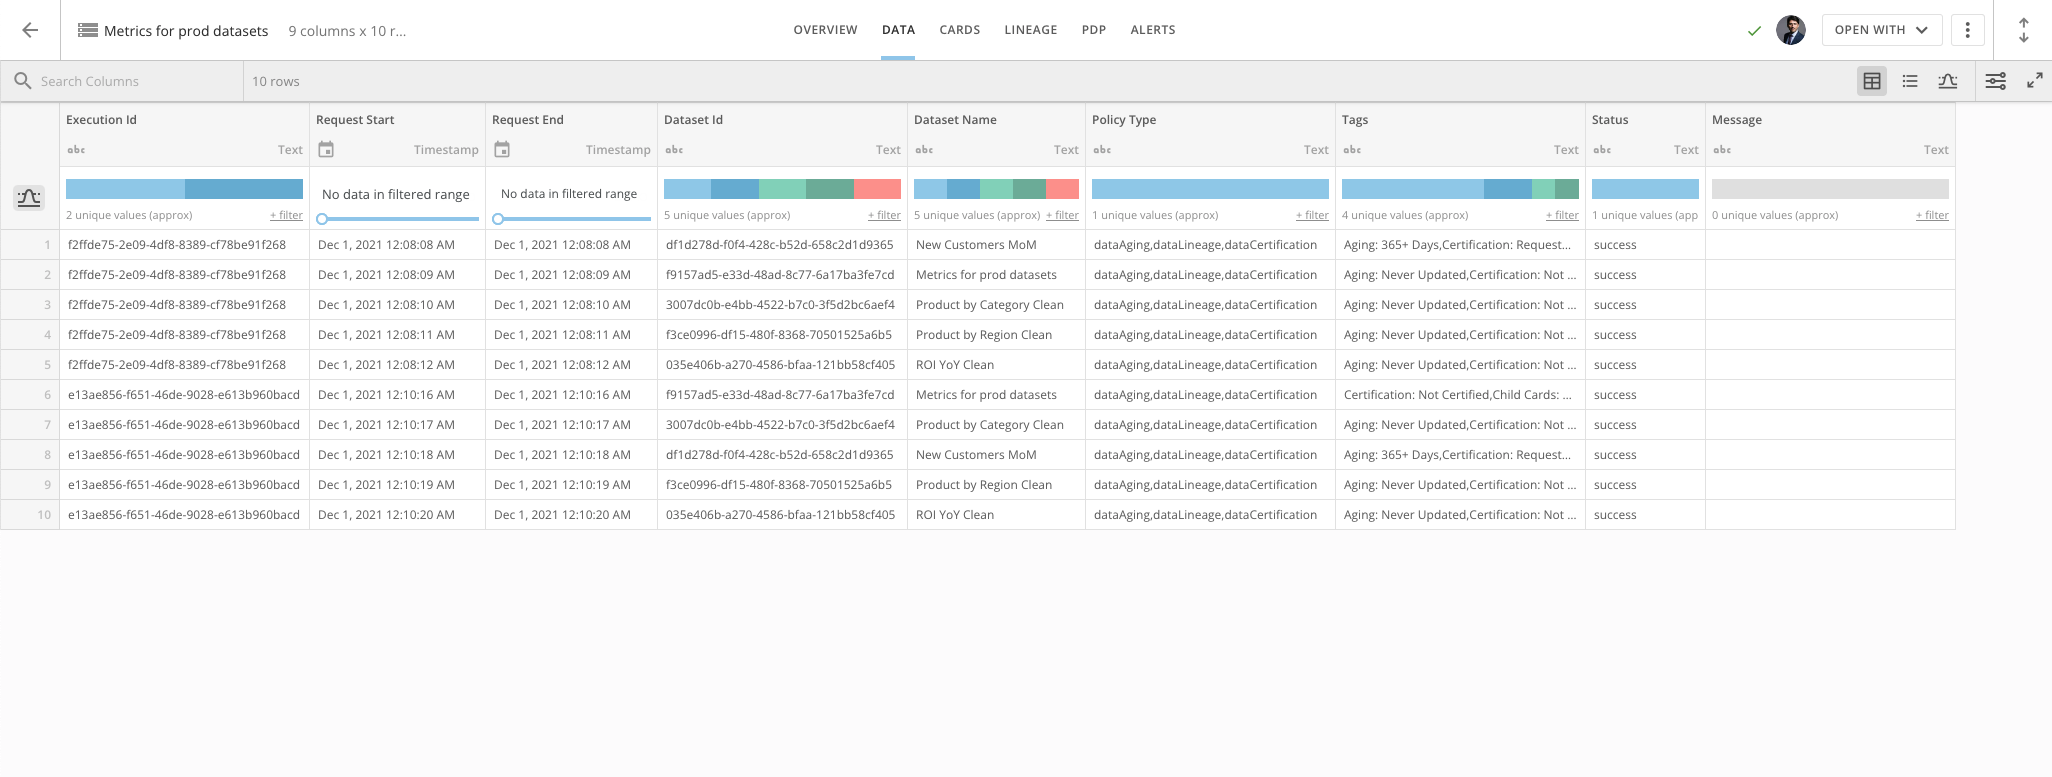 Metrics for prod datasets 9 columns x 10 r... OVERVIEW DATA CARDS LINEAGE PDP ALERTS OPEN WITH
Search Columns 10 rows
Execution Id Request Start Request End Dataset Id Dataset Name Policy Type Tags Status Message
abc Text Timestamp Timestamp abc Text abc Text abc Text abc Text abc Text abc Text
No data in filtered range No data in filtered range
2 unique values (approx) + filter 5 unique values (approx) + filter 5 unique values (approx) + filter 1 unique values (approx) + filter 4 unique values (approx) + filter 1 unique values (app 0 unique values (approx) + filter
1 f2ffde75-2e09-4df8-8389-cf78be91f268 Dec 1, 2021 12:08:08 AM Dec 1, 2021 12:08:08 AM df1d278d-f0f4-428c-b52d-658c2d1d9365 New Customers MoM dataAging,dataLineage,dataCertification Aging: 365+ Days,Certification: Request... success
2 f2ffde75-2e09-4df8-8389-cf78be91f268 Dec 1, 2021 12:08:09 AM Dec 1, 2021 12:08:09 AM f9157ad5-e33d-48ad-8c77-6a17ba3fe7cd Metrics for prod datasets dataAging,dataLineage,dataCertification Aging: Never Updated,Certification: Not ... success
3 f2ffde75-2e09-4df8-8389-cf78be91f268 Dec 1, 2021 12:08:10 AM Dec 1, 2021 12:08:10 AM 3007dc0b-e4bb-4522-b7c0-3f5d2bc6aef4 Product by Category Clean dataAging,dataLineage,dataCertification Aging: Never Updated,Certification: Not ... success
4 f2ffde75-2e09-4df8-8389-cf78be91f268 Dec 1, 2021 12:08:11 AM Dec 1, 2021 12:08:11 AM f3ce0996-df15-480f-8368-70501525a6b5 Product by Region Clean dataAging,dataLineage,dataCertification Aging: Never Updated,Certification: Not ... success
5 f2ffde75-2e09-4df8-8389-cf78be91f268 Dec 1, 2021 12:08:12 AM Dec 1, 2021 12:08:12 AM 035e406b-a270-4586-bfaa-121bb58cf405 ROI YoY Clean dataAging,dataLineage,dataCertification Aging: Never Updated,Certification: Not ... success
6 e13ae856-f651-46de-9028-e613b960bacd Dec 1, 2021 12:10:16 AM Dec 1, 2021 12:10:16 AM f9157ad5-e33d-48ad-8c77-6a17ba3fe7cd Metrics for prod datasets dataAging,dataLineage,dataCertification Certification: Not Certified,Child Cards: ... success
7 e13ae856-f651-46de-9028-e613b960bacd Dec 1, 2021 12:10:17 AM Dec 1, 2021 12:10:17 AM 3007dc0b-e4bb-4522-b7c0-3f5d2bc6aef4 Product by Category Clean dataAging,dataLineage,dataCertification Aging: Never Updated,Certification: Not ... success
8 e13ae856-f651-46de-9028-e613b960bacd Dec 1, 2021 12:10:18 AM Dec 1, 2021 12:10:18 AM df1d278d-f0f4-428c-b52d-658c2d1d9365 New Customers MoM dataAging,dataLineage,dataCertification Aging: 365+ Days,Certification: Request... success
9 e13ae856-f651-46de-9028-e613b960bacd Dec 1, 2021 12:10:19 AM Dec 1, 2021 12:10:19 AM f3ce0996-df15-480f-8368-70501525a6b5 Product by Region Clean dataAging,dataLineage,dataCertification Aging: Never Updated,Certification: Not ... success
10 e13ae856-f651-46de-9028-e613b960bacd Dec 1, 2021 12:10:20 AM Dec 1, 2021 12:10:20 AM 035e406b-a270-4586-bfaa-121bb58cf405 ROI YoY Clean dataAging,dataLineage,dataCertification Aging: Never Updated,Certification: Not ... success